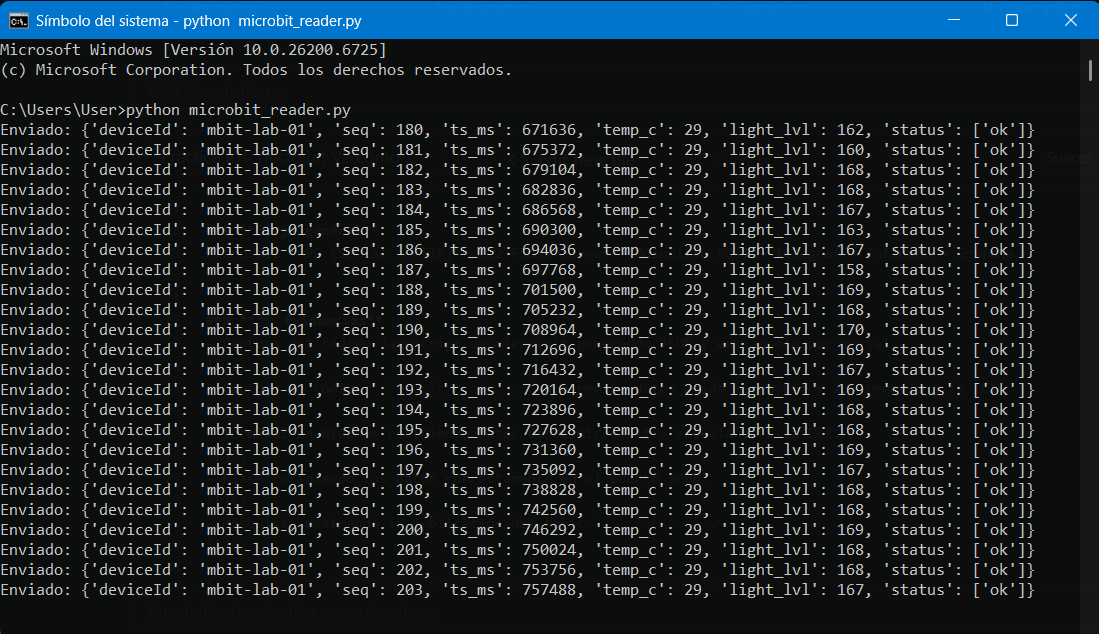 Símbolo del sistema - python  microbit_reader.py
Microsoft Windows [Versión 10.0.26200.6725]
(c) Microsoft Corporation. Todos los derechos reservados.
C:\Users\User>python microbit_reader.py
Enviado: {'deviceId': 'mbit-lab-01', 'seq': 180, 'ts_ms': 671636, 'temp_c': 29, 'light_lvl': 162, 'status': ['ok']}
Enviado: {'deviceId': 'mbit-lab-01', 'seq': 181, 'ts_ms': 675372, 'temp_c': 29, 'light_lvl': 160, 'status': ['ok']}
Enviado: {'deviceId': 'mbit-lab-01', 'seq': 182, 'ts_ms': 679104, 'temp_c': 29, 'light_lvl': 168, 'status': ['ok']}
Enviado: {'deviceId': 'mbit-lab-01', 'seq': 183, 'ts_ms': 682836, 'temp_c': 29, 'light_lvl': 168, 'status': ['ok']}
Enviado: {'deviceId': 'mbit-lab-01', 'seq': 184, 'ts_ms': 686568, 'temp_c': 29, 'light_lvl': 167, 'status': ['ok']}
Enviado: {'deviceId': 'mbit-lab-01', 'seq': 185, 'ts_ms': 690300, 'temp_c': 29, 'light_lvl': 163, 'status': ['ok']}
Enviado: {'deviceId': 'mbit-lab-01', 'seq': 186, 'ts_ms': 694036, 'temp_c': 29, 'light_lvl': 167, 'status': ['ok']}
Enviado: {'deviceId': 'mbit-lab-01', 'seq': 187, 'ts_ms': 697768, 'temp_c': 29, 'light_lvl': 158, 'status': ['ok']}
Enviado: {'deviceId': 'mbit-lab-01', 'seq': 188, 'ts_ms': 701500, 'temp_c': 29, 'light_lvl': 169, 'status': ['ok']}
Enviado: {'deviceId': 'mbit-lab-01', 'seq': 189, 'ts_ms': 705232, 'temp_c': 29, 'light_lvl': 168, 'status': ['ok']}
Enviado: {'deviceId': 'mbit-lab-01', 'seq': 190, 'ts_ms': 708964, 'temp_c': 29, 'light_lvl': 170, 'status': ['ok']}
Enviado: {'deviceId': 'mbit-lab-01', 'seq': 191, 'ts_ms': 712696, 'temp_c': 29, 'light_lvl': 169, 'status': ['ok']}
Enviado: {'deviceId': 'mbit-lab-01', 'seq': 192, 'ts_ms': 716432, 'temp_c': 29, 'light_lvl': 167, 'status': ['ok']}
Enviado: {'deviceId': 'mbit-lab-01', 'seq': 193, 'ts_ms': 720164, 'temp_c': 29, 'light_lvl': 169, 'status': ['ok']}
Enviado: {'deviceId': 'mbit-lab-01', 'seq': 194, 'ts_ms': 723896, 'temp_c': 29, 'light_lvl': 168, 'status': ['ok']}
Enviado: {'deviceId': 'mbit-lab-01', 'seq': 195, 'ts_ms': 727628, 'temp_c': 29, 'light_lvl': 168, 'status': ['ok']}
Enviado: {'deviceId': 'mbit-lab-01', 'seq': 196, 'ts_ms': 731360, 'temp_c': 29, 'light_lvl': 169, 'status': ['ok']}
Enviado: {'deviceId': 'mbit-lab-01', 'seq': 197, 'ts_ms': 735092, 'temp_c': 29, 'light_lvl': 167, 'status': ['ok']}
Enviado: {'deviceId': 'mbit-lab-01', 'seq': 198, 'ts_ms': 738828, 'temp_c': 29, 'light_lvl': 168, 'status': ['ok']}
Enviado: {'deviceId': 'mbit-lab-01', 'seq': 199, 'ts_ms': 742560, 'temp_c': 29, 'light_lvl': 168, 'status': ['ok']}
Enviado: {'deviceId': 'mbit-lab-01', 'seq': 200, 'ts_ms': 746292, 'temp_c': 29, 'light_lvl': 169, 'status': ['ok']}
Enviado: {'deviceId': 'mbit-lab-01', 'seq': 201, 'ts_ms': 750024, 'temp_c': 29, 'light_lvl': 168, 'status': ['ok']}
Enviado: {'deviceId': 'mbit-lab-01', 'seq': 202, 'ts_ms': 753756, 'temp_c': 29, 'light_lvl': 168, 'status': ['ok']}
Enviado: {'deviceId': 'mbit-lab-01', 'seq': 203, 'ts_ms': 757488, 'temp_c': 29, 'light_lvl': 167, 'status': ['ok']}